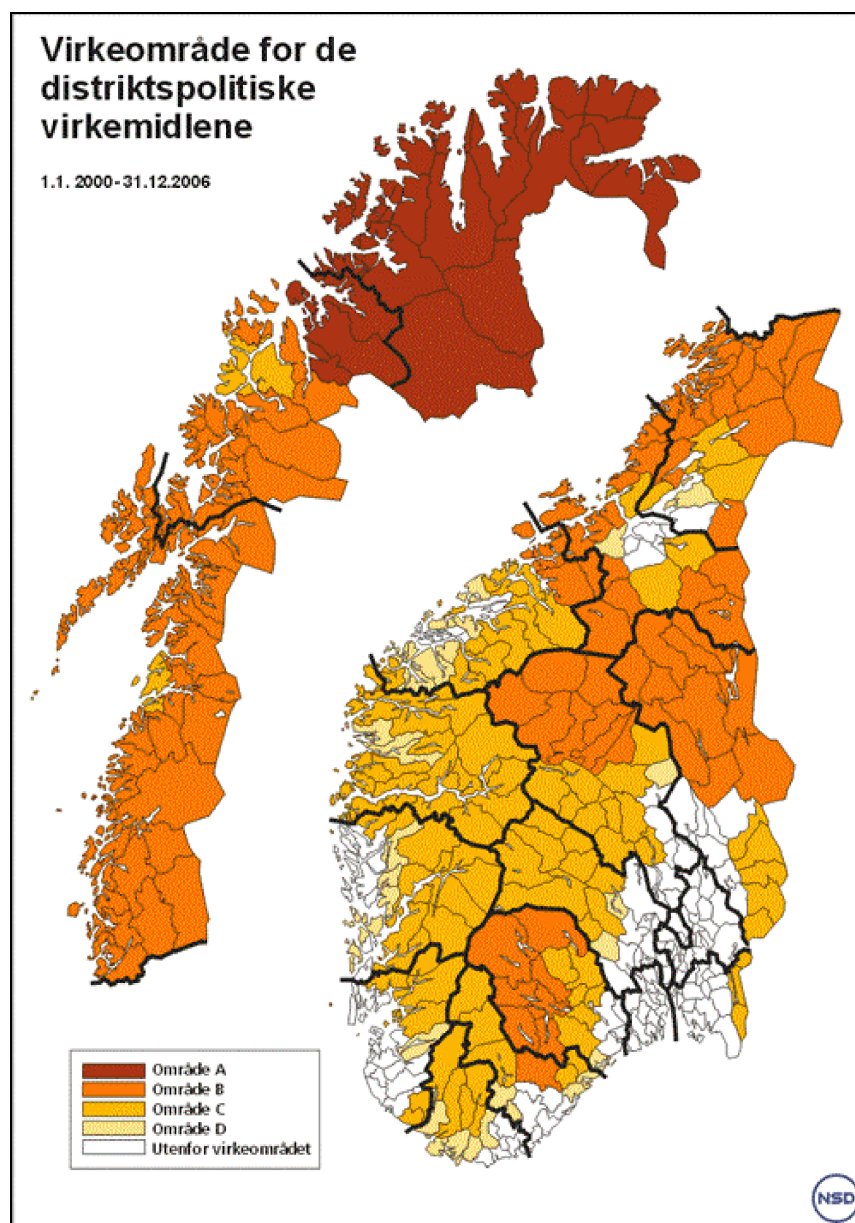 Virkeområde for de
distriktspolitiske
virkemidlene
1.1. 2000-31.12.2006
Område A
Område B
Område C
Område D
Utenfor virkeområdet
NSD